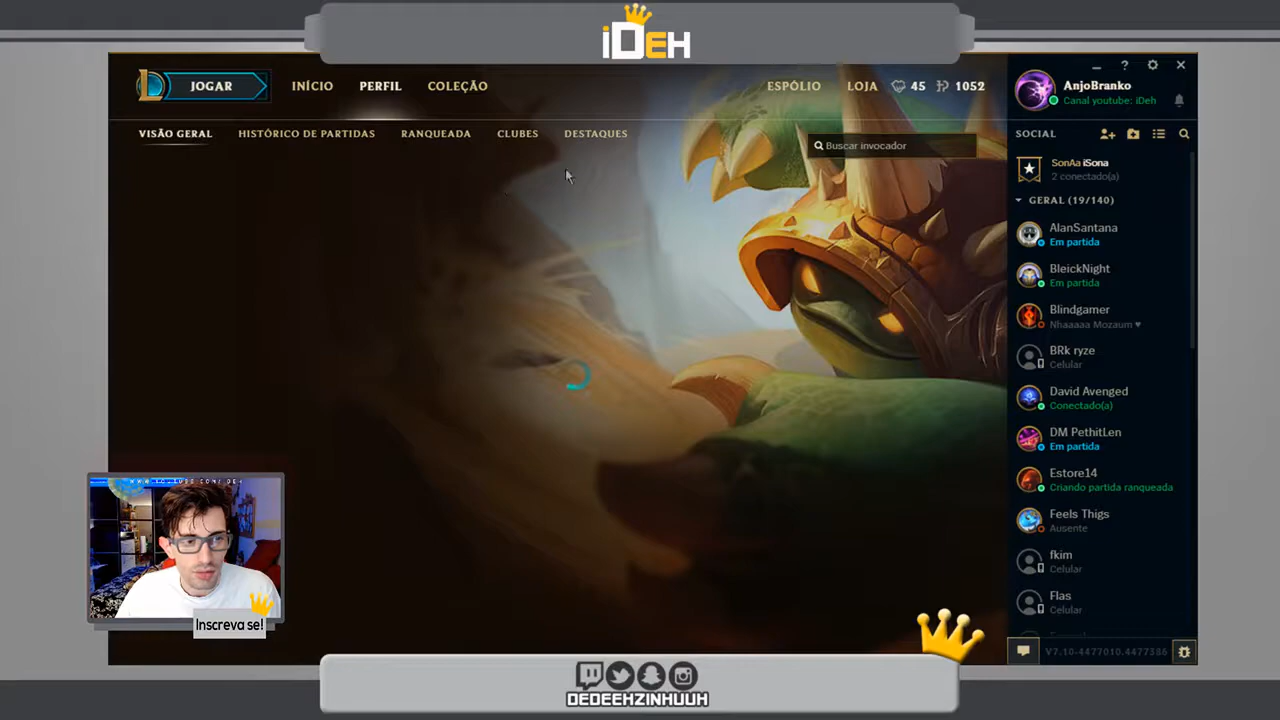 iDEH
JOGAR
INÍCIO
PERFIL
COLEÇÃO
ESPÓLIO
LOJA
45
1052
AnjoBranko
Canal youtube: iDeh
VISÃO GERAL
HISTÓRICO DE PARTIDAS
RANQUEADA
CLUBES
DESTAQUES
Buscar invocador
SOCIAL
SonAa iSona
2 conectado(a)
GERAL (19/140)
AlanSantana
Em partida
BleickNight
Em partida
Blindgamer
Nhaaaaa Mozaum ♥
BRk ryze
Celular
David Avenged
Conectado(a)
DM PethitLen
Em partida
Estore14
Criando partida ranqueada
Feels Thigs
Ausente
fkim
Celular
Flas
Celular
V7.10-4477010.4477386
Inscreva se!
DEDEEHZINHUUH